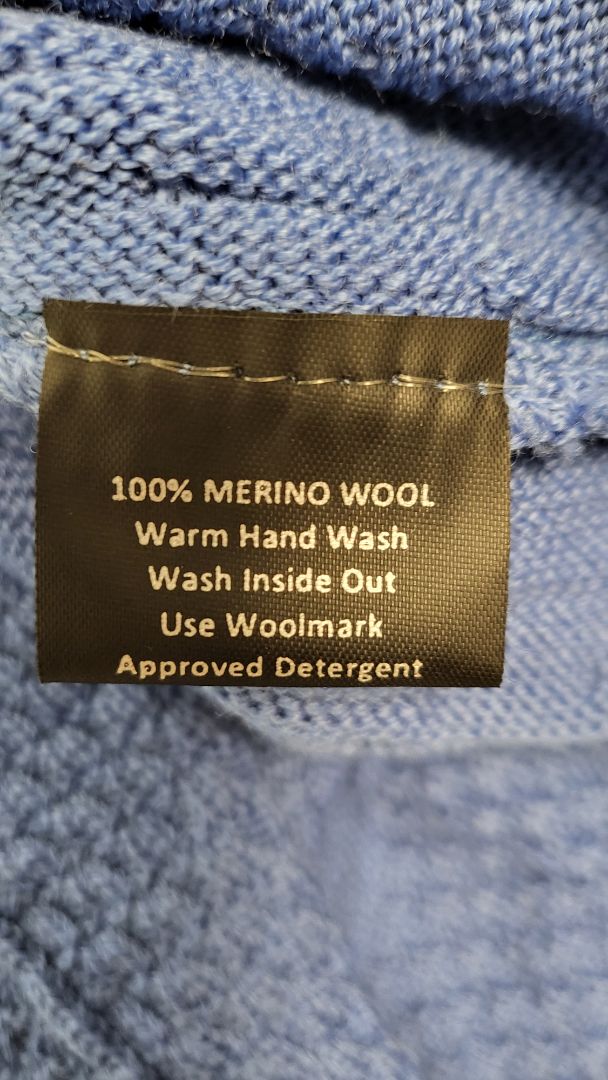 100% MERINO WOOL
Warm Hand Wash
Wash Inside Out
Use Woolmark
Approved Detergent